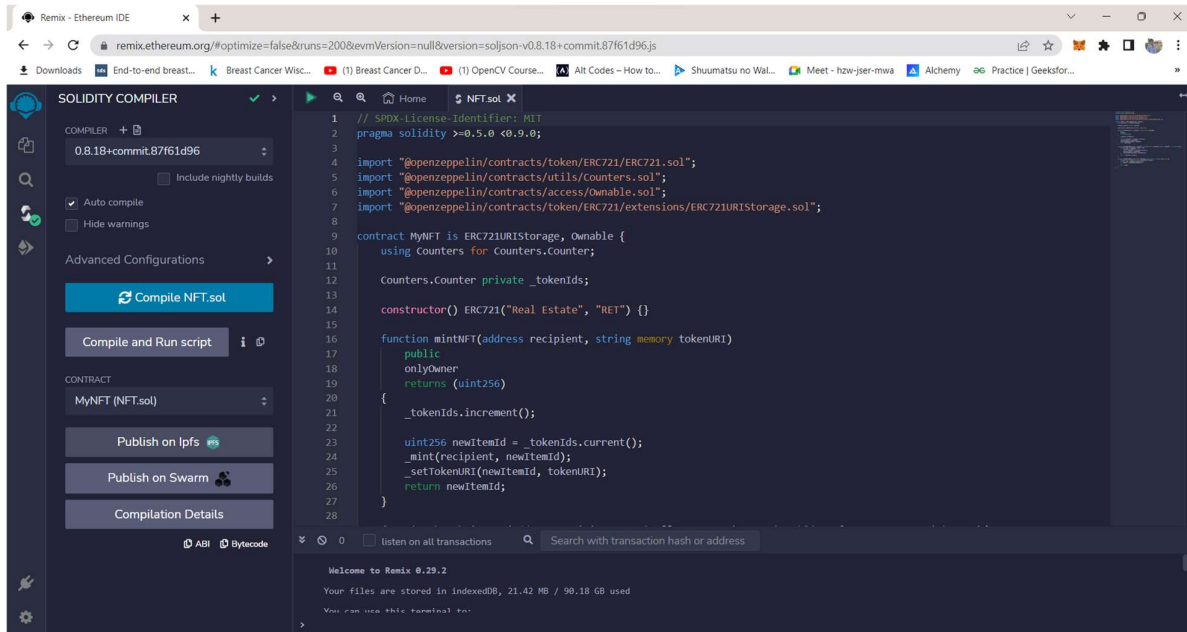 Remix - Ethereum IDE
remix.ethereum.org/#optimize=false&runs=200&evmVersion=null&version=soljson-v0.8.18+commit.87f61d96.js
Downloads End-to-end breast... Breast Cancer Wisc... (1) Breast Cancer D... (1) OpenCV Course... Alt Codes – How to... Shuumatsu no Wal... Meet - hzw-jser-mwa Alchemy Practice | Geeksfor...
SOLIDITY COMPILER
COMPILER
0.8.18+commit.87f61d96
Include nightly builds
Auto compile
Hide warnings
Advanced Configurations
Compile NFT.sol
Compile and Run script
CONTRACT
MyNFT (NFT.sol)
Publish on Ipfs
IPFS
Publish on Swarm
Compilation Details
ABI Bytecode
Home NFT.sol
1 // SPDX-License-Identifier: MIT
2 pragma solidity >=0.5.0 <0.9.0;
3
4 import "@openzeppelin/contracts/token/ERC721/ERC721.sol";
5 import "@openzeppelin/contracts/utils/Counters.sol";
6 import "@openzeppelin/contracts/access/Ownable.sol";
7 import "@openzeppelin/contracts/token/ERC721/extensions/ERC721URIStorage.sol";
8
9 contract MyNFT is ERC721URIStorage, Ownable {
10 using Counters for Counters.Counter;
11
12 Counters.Counter private _tokenIds;
13
14 constructor() ERC721("Real Estate", "RET") {}
15
16 function mintNFT(address recipient, string memory tokenURI)
17 public
18 onlyOwner
19 returns (uint256)
20 {
21 _tokenIds.increment();
22
23 uint256 newItemId = _tokenIds.current();
24 _mint(recipient, newItemId);
25 _setTokenURI(newItemId, tokenURI);
26 return newItemId;
27 }
28
0 listen on all transactions Search with transaction hash or address
Welcome to Remix 0.29.2
Your files are stored in indexedDB, 21.42 MB / 90.18 GB used
You can use this terminal to:
>